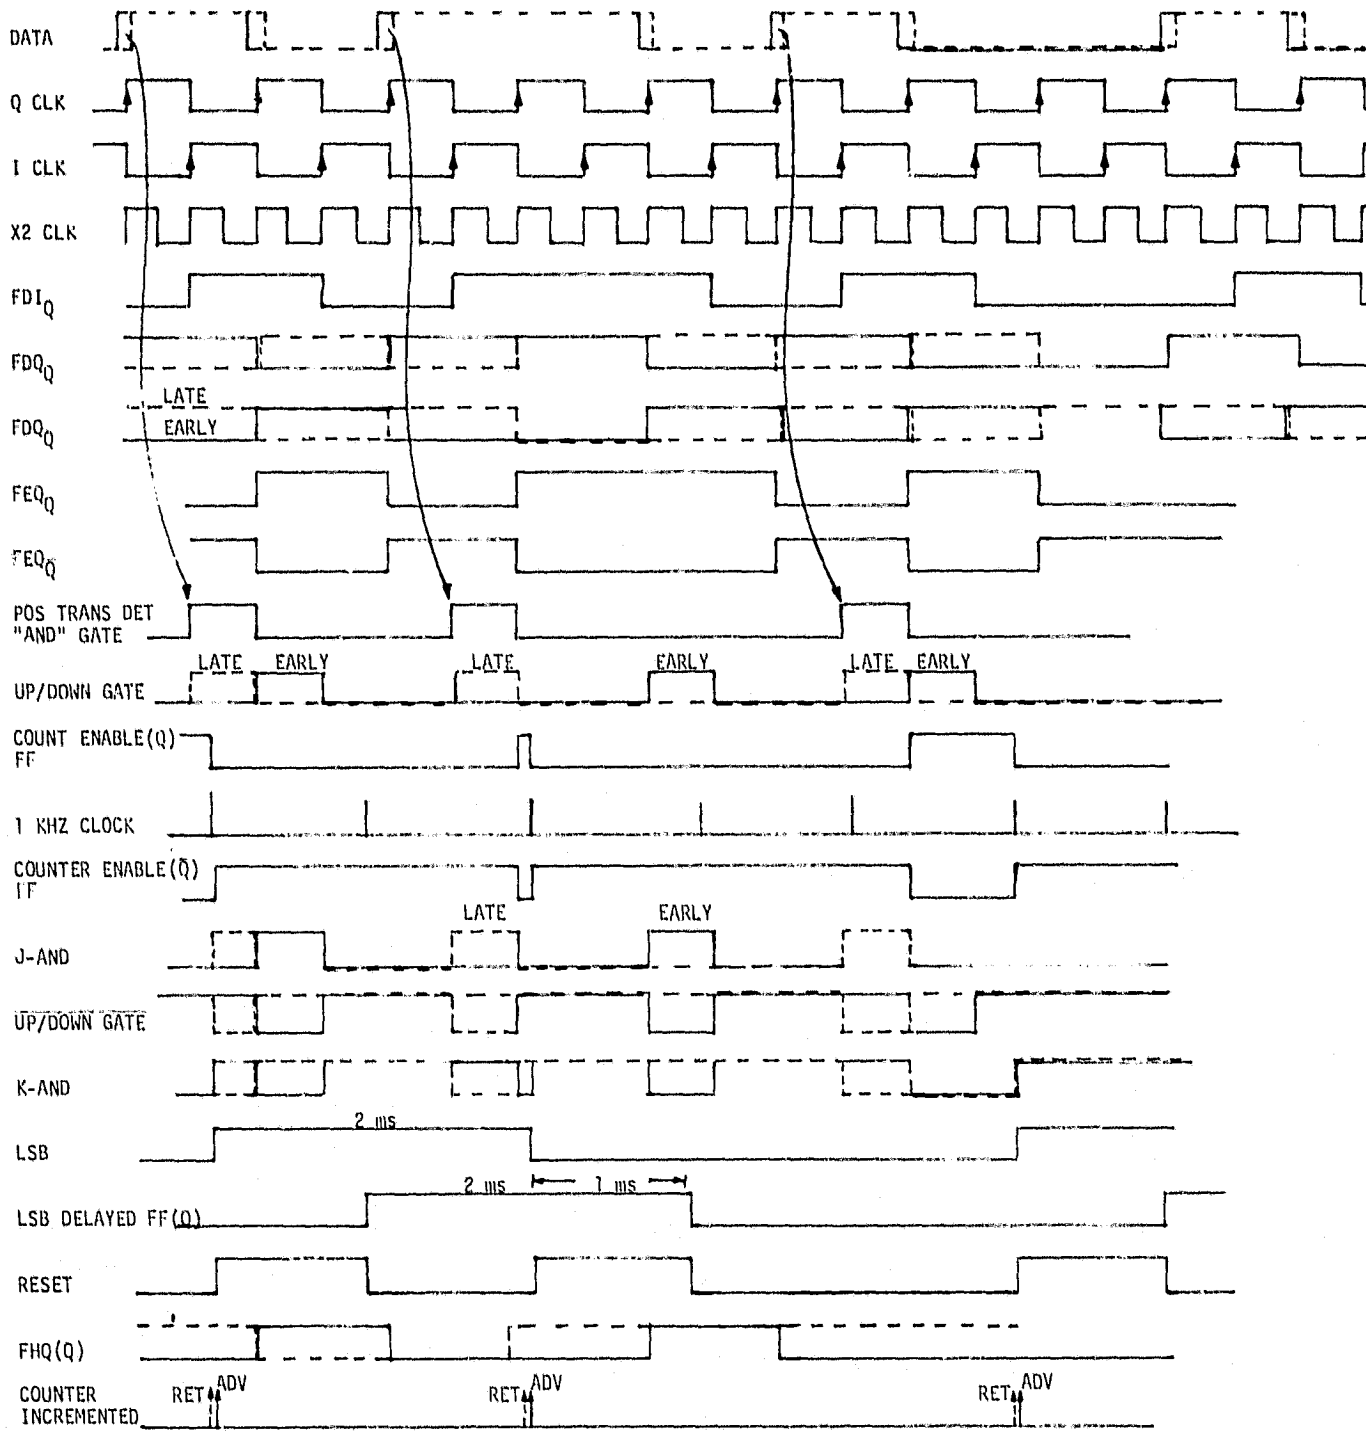 DATA
Q CLK
I CLK
X2 CLK
FDI_Q
FDQ_Q
LATE
FDQ_Q
EARLY
FEQ_Q
FEQ_Q̄
POS TRANS DET
"AND" GATE
LATE EARLY LATE EARLY LATE EARLY
UP/DOWN GATE
COUNT ENABLE(Q)
FF
1 KHZ CLOCK
COUNTER ENABLE(Q̄)
FF
LATE EARLY
J-AND
U̅P̅/̅D̅O̅W̅N̅ ̅G̅A̅T̅E̅
K-AND
2 ms
LSB
2 ms 1 ms
LSB DELAYED FF(Q)
RESET
FHQ(Q)
RET ADV RET ADV RET ADV
COUNTER
INCREMENTED